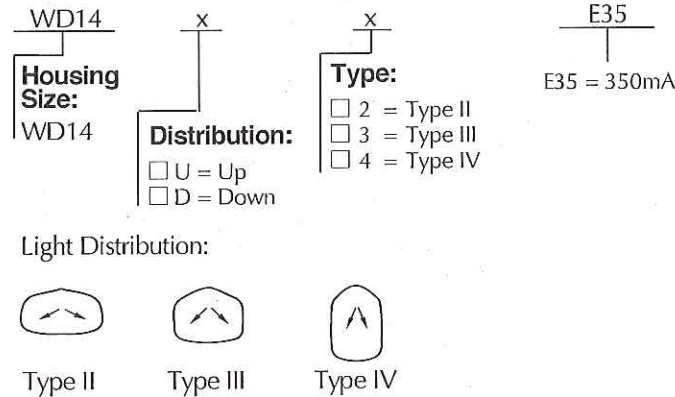 WD14 x x E35
Housing Size:
WD14
Distribution:
☐ U = Up
☐ D = Down
Type:
☐ 2 = Type II
☐ 3 = Type III
☐ 4 = Type IV
E35 = 350mA
Light Distribution:
Type II Type III Type IV